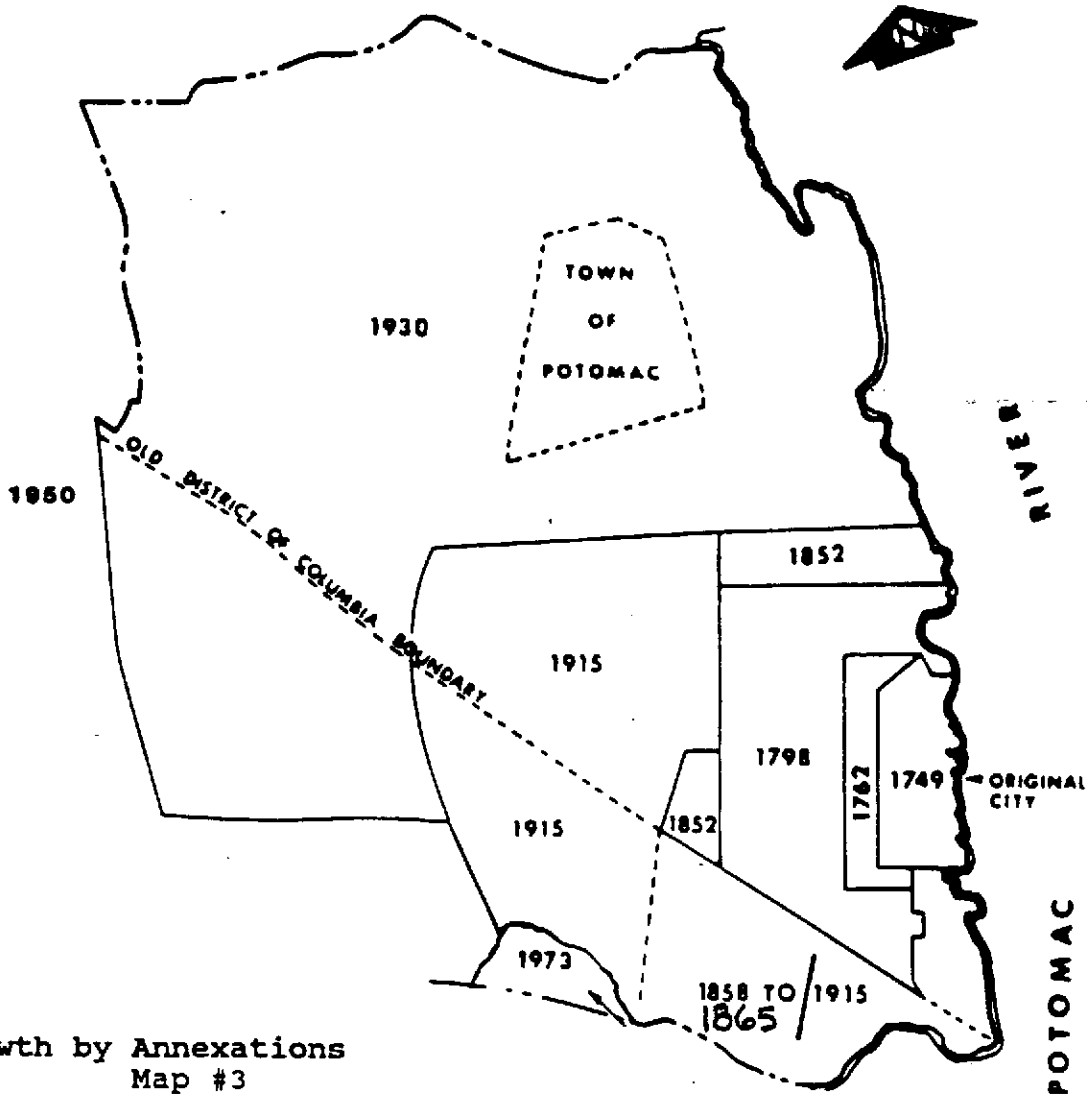 N
TOWN
OF
POTOMAC
1930
RIVER
OLD DISTRICT OF COLUMBIA BOUNDARY
1950
1852
1915
1798
1762
1749
ORIGINAL
CITY
1915
1852
1973
1858 TO 1915
1865
POTOMAC
wth by Annexations
Map #3